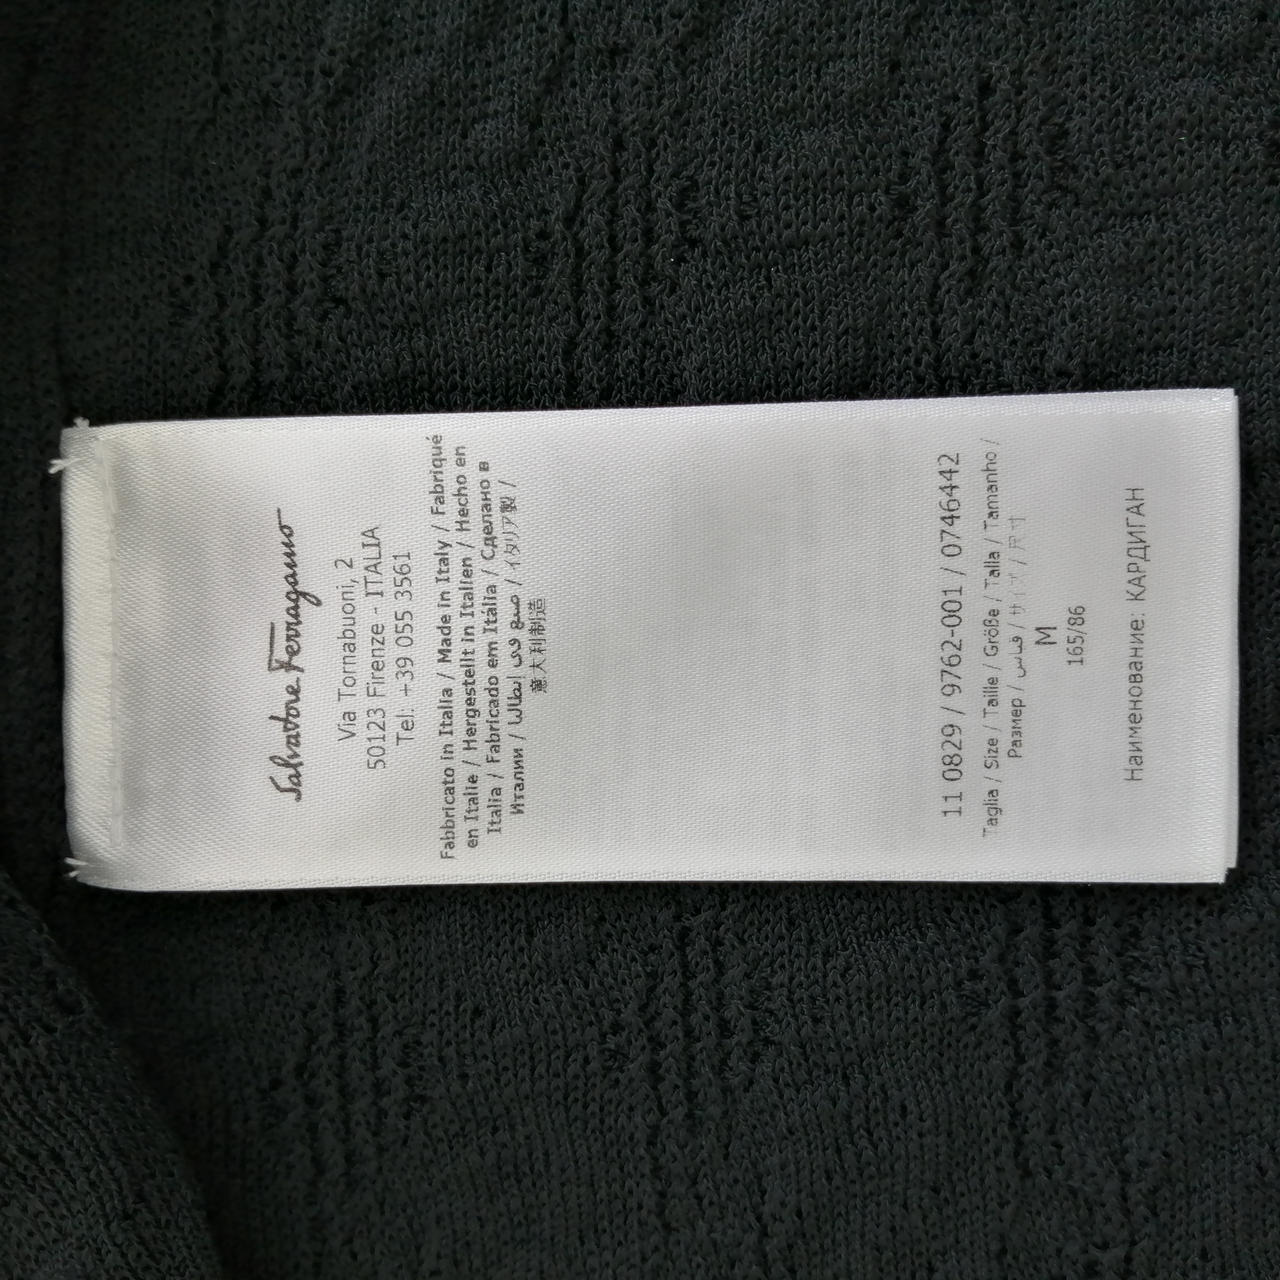 Salvatore Ferragamo
Via Tornabuoni, 2
50123 Firenze - ITALIA
Tel: +39 055 3561
Fabbricato in Italia / Made in Italy / Fabriqué
en Italie / Hergestellt in Italien / Hecho en
Italia / Fabricado em Itália / Сделано в
Италии / صنع في إيطاليا / イタリア製 /
意大利制造
11 0829 / 9762-001 / 0746442
Taglia / Size / Taille / Größe / Talla / Tamanho /
Размер / قياس / サイズ / 尺寸
M
165/86
Наименование: КАРДИГАН